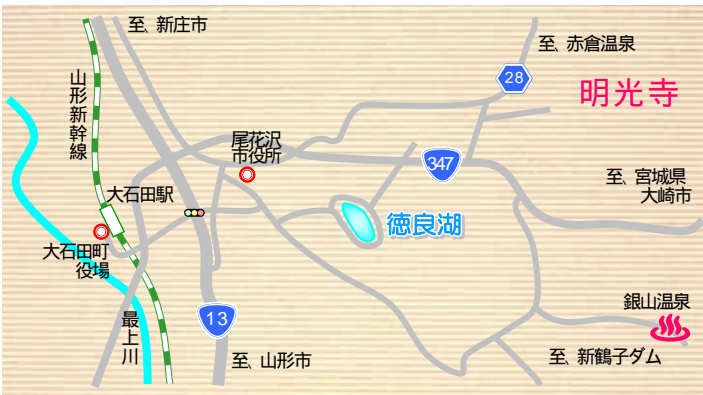 至、新庄市
至、赤倉温泉
28
明光寺
山形新幹線
尾花沢
市役所
347
至、宮城県
大崎市
大石田駅
徳良湖
大石田町
役場
銀山温泉
最上川
13
至、山形市
至、新鶴子ダム